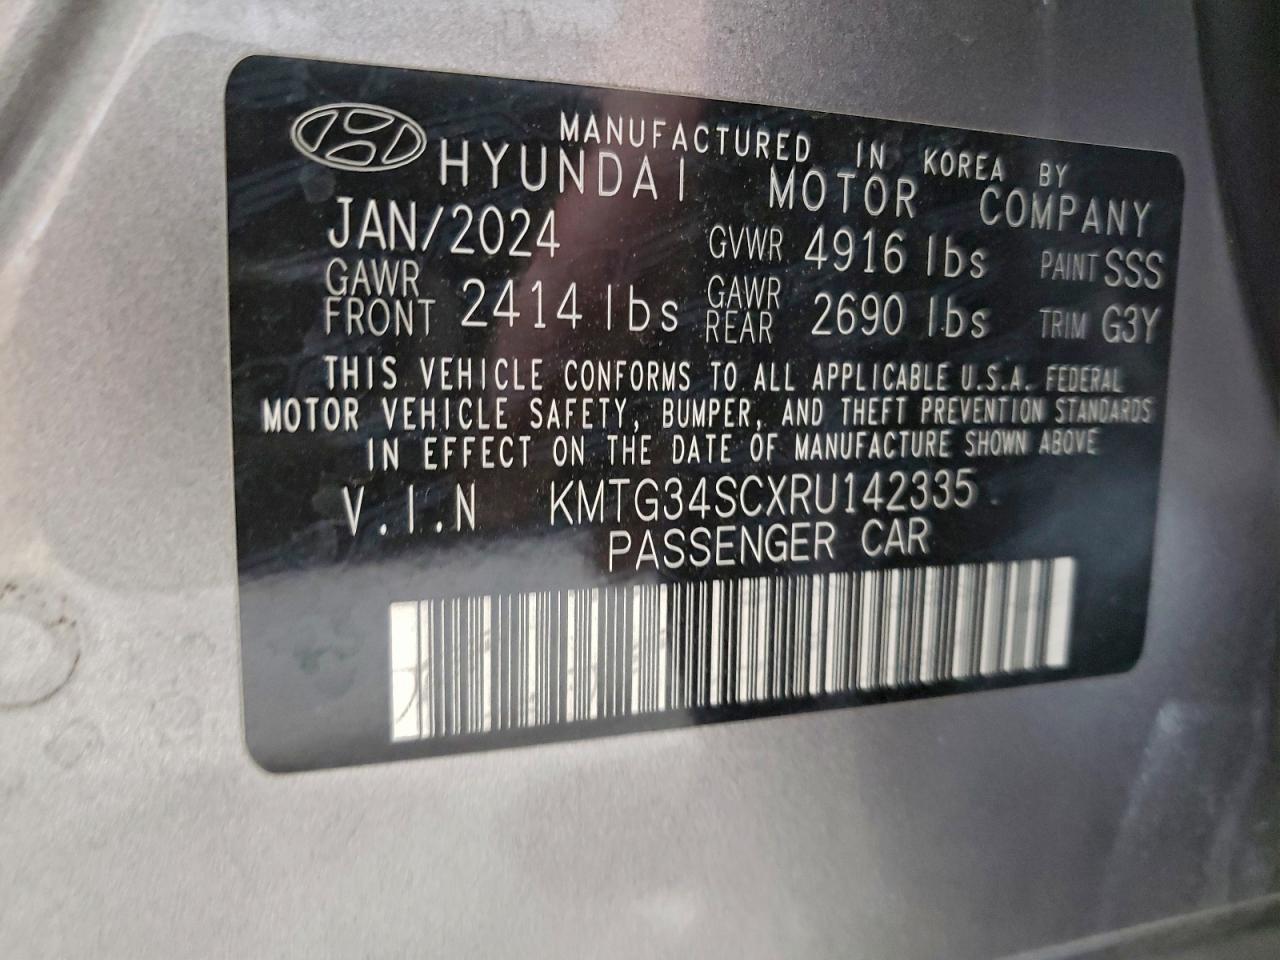 MANUFACTURED IN KOREA BY
HYUNDAI MOTOR COMPANY
JAN/2024 GVWR 4916 lbs PAINT SSS
GAWR FRONT 2414 lbs GAWR REAR 2690 lbs TRIM G3Y
THIS VEHICLE CONFORMS TO ALL APPLICABLE U.S.A. FEDERAL
MOTOR VEHICLE SAFETY, BUMPER, AND THEFT PREVENTION STANDARDS
IN EFFECT ON THE DATE OF MANUFACTURE SHOWN ABOVE
V.I.N KMTG34SCXRU142335
PASSENGER CAR